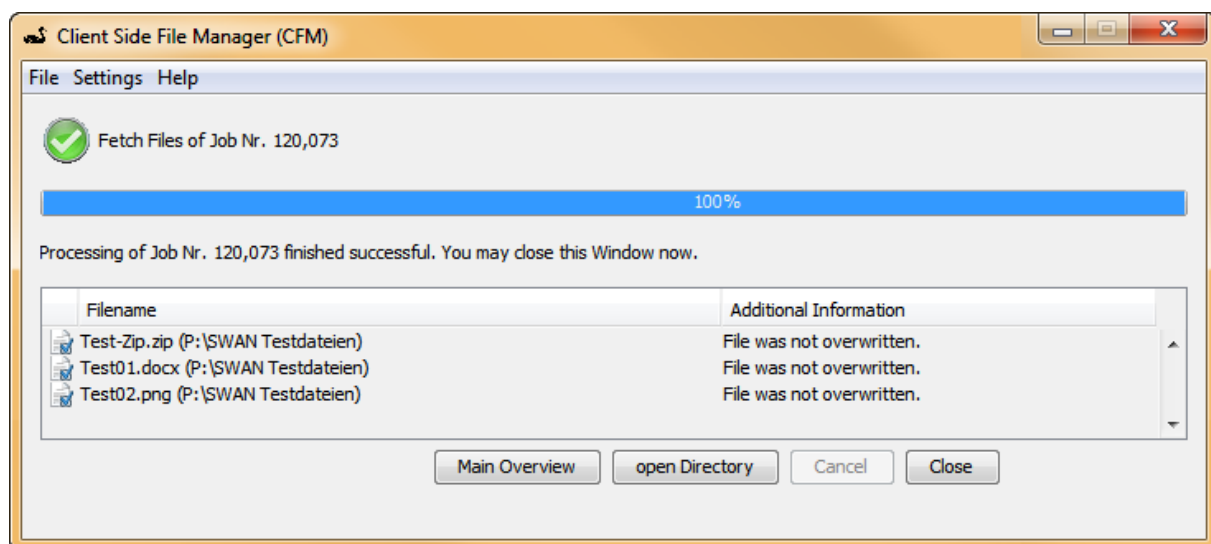 Client Side File Manager (CFM)
File Settings Help
Fetch Files of Job Nr. 120,073
100%
Processing of Job Nr. 120,073 finished successful. You may close this Window now.
Filename Additional Information
Test-Zip.zip (P:\SWAN Testdateien) File was not overwritten.
Test01.docx (P:\SWAN Testdateien) File was not overwritten.
Test02.png (P:\SWAN Testdateien) File was not overwritten.
Main Overview open Directory Cancel Close